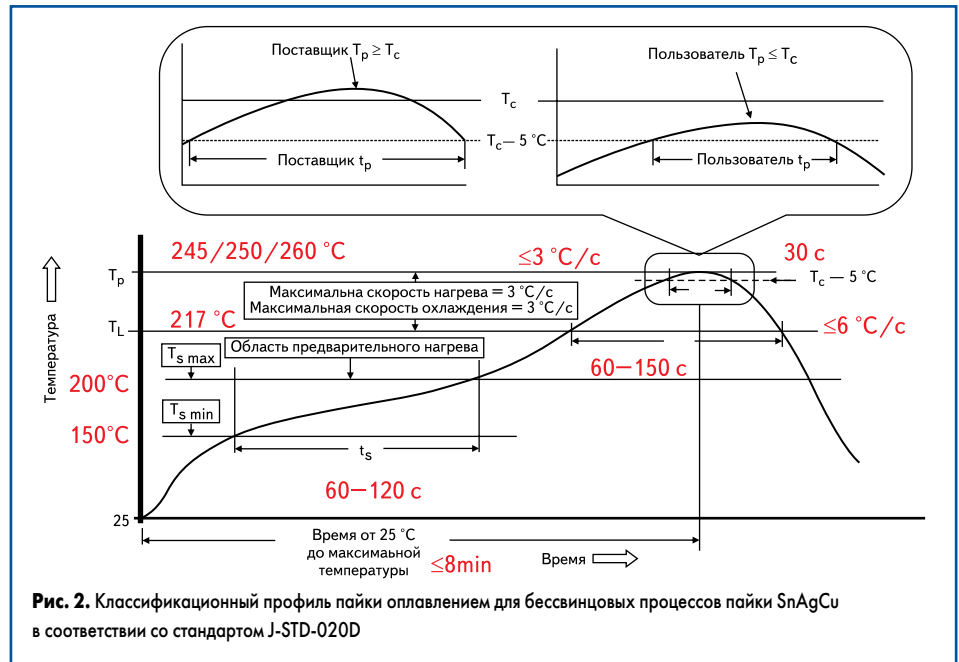 Поставщик Tp ≥ Tc
Пользователь Tp ≤ Tc
Tc
Tc— 5 °C
Поставщик tp
Пользователь tp
245/250/260 °C
≤3 °C/c
30 c
Tp
Tc — 5 °C
Максимальна скорость нагрева = 3 °C/c
Максимальная скорость охлаждения = 3 °C/c
TL
217 °C
≤6 °C/c
Температура
Область предварительного нагрева
Ts max
60—150 c
200°C
Ts min
150°C
ts
60—120 c
25
Время от 25 °C
до максимаьной
температуры
≤8min
Время
Рис. 2. Классификационный профиль пайки оплавлением для бессвинцовых процессов пайки SnAgCu
в соответствии со стандартом J-STD-020D